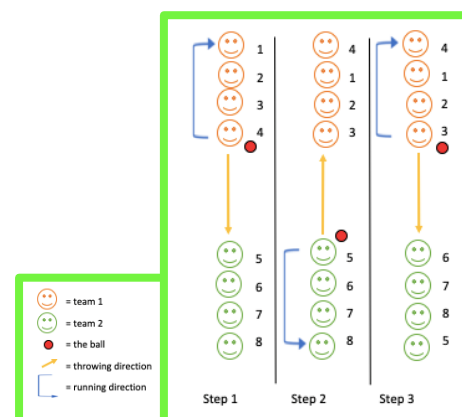 1 4 4
2 1 1
3 2 2
4 3 3
5 5 6
6 6 7
7 7 8
8 8 5
Step 1 Step 2 Step 3
= team 1
= team 2
= the ball
= throwing direction
= running direction